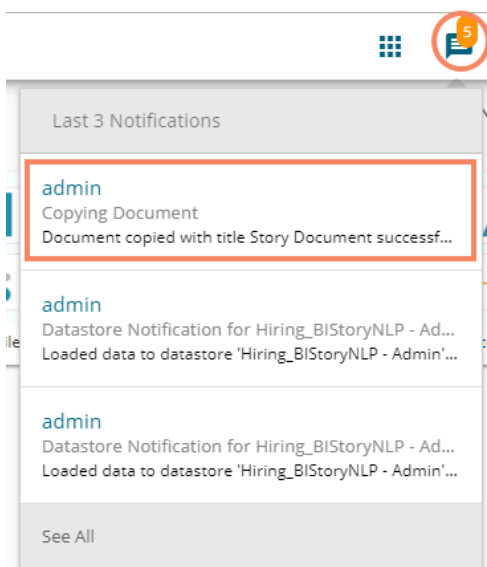 5
Last 3 Notifications
admin
Copying Document
Document copied with title Story Document successf...
admin
Datastore Notification for Hiring_BIStoryNLP - Ad...
Loaded data to datastore 'Hiring_BIStoryNLP - Admin'...
admin
Datastore Notification for Hiring_BIStoryNLP - Ad...
Loaded data to datastore 'Hiring_BIStoryNLP - Admin'...
See All